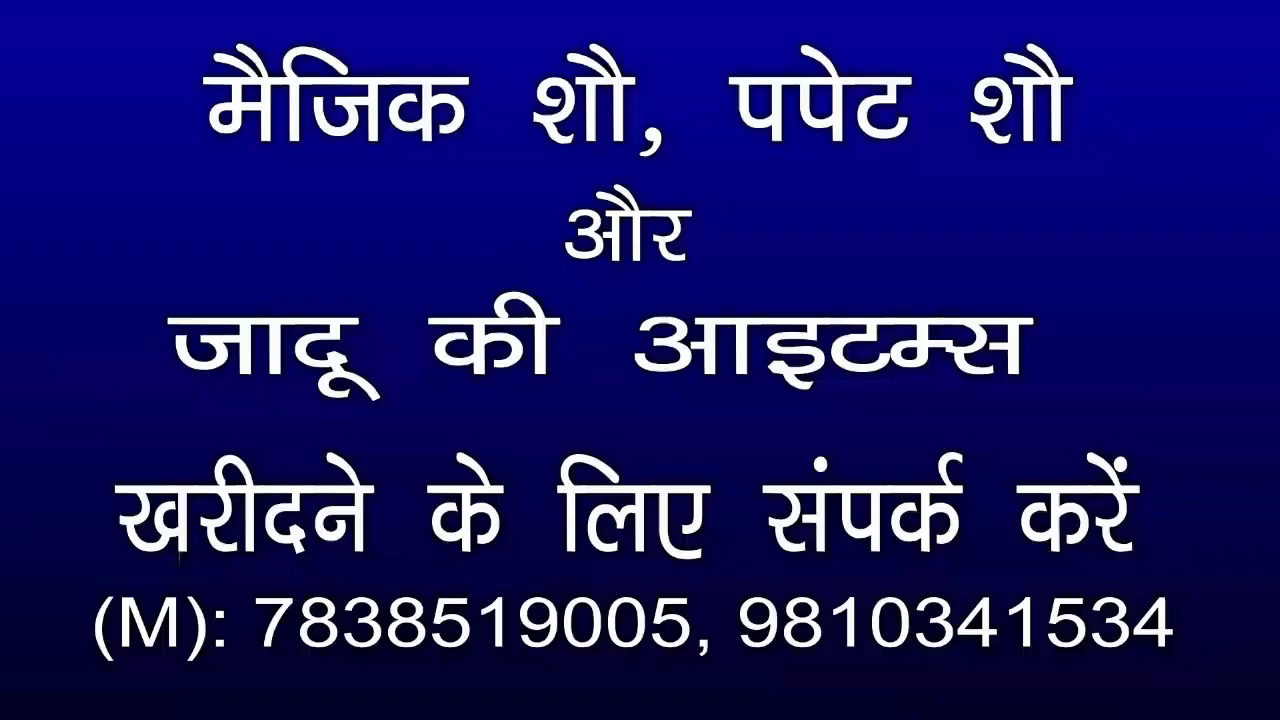 मैजिक शौ, पपेट शौ
और
जादू की आइटम्स
खरीदने के लिए संपर्क करें
(M): 7838519005, 9810341534